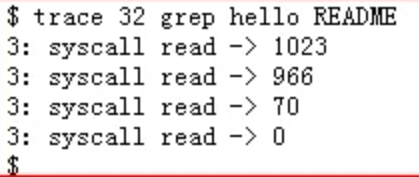 $ trace 32 grep hello README
3: syscall read -> 1023
3: syscall read -> 966
3: syscall read -> 70
3: syscall read -> 0
$